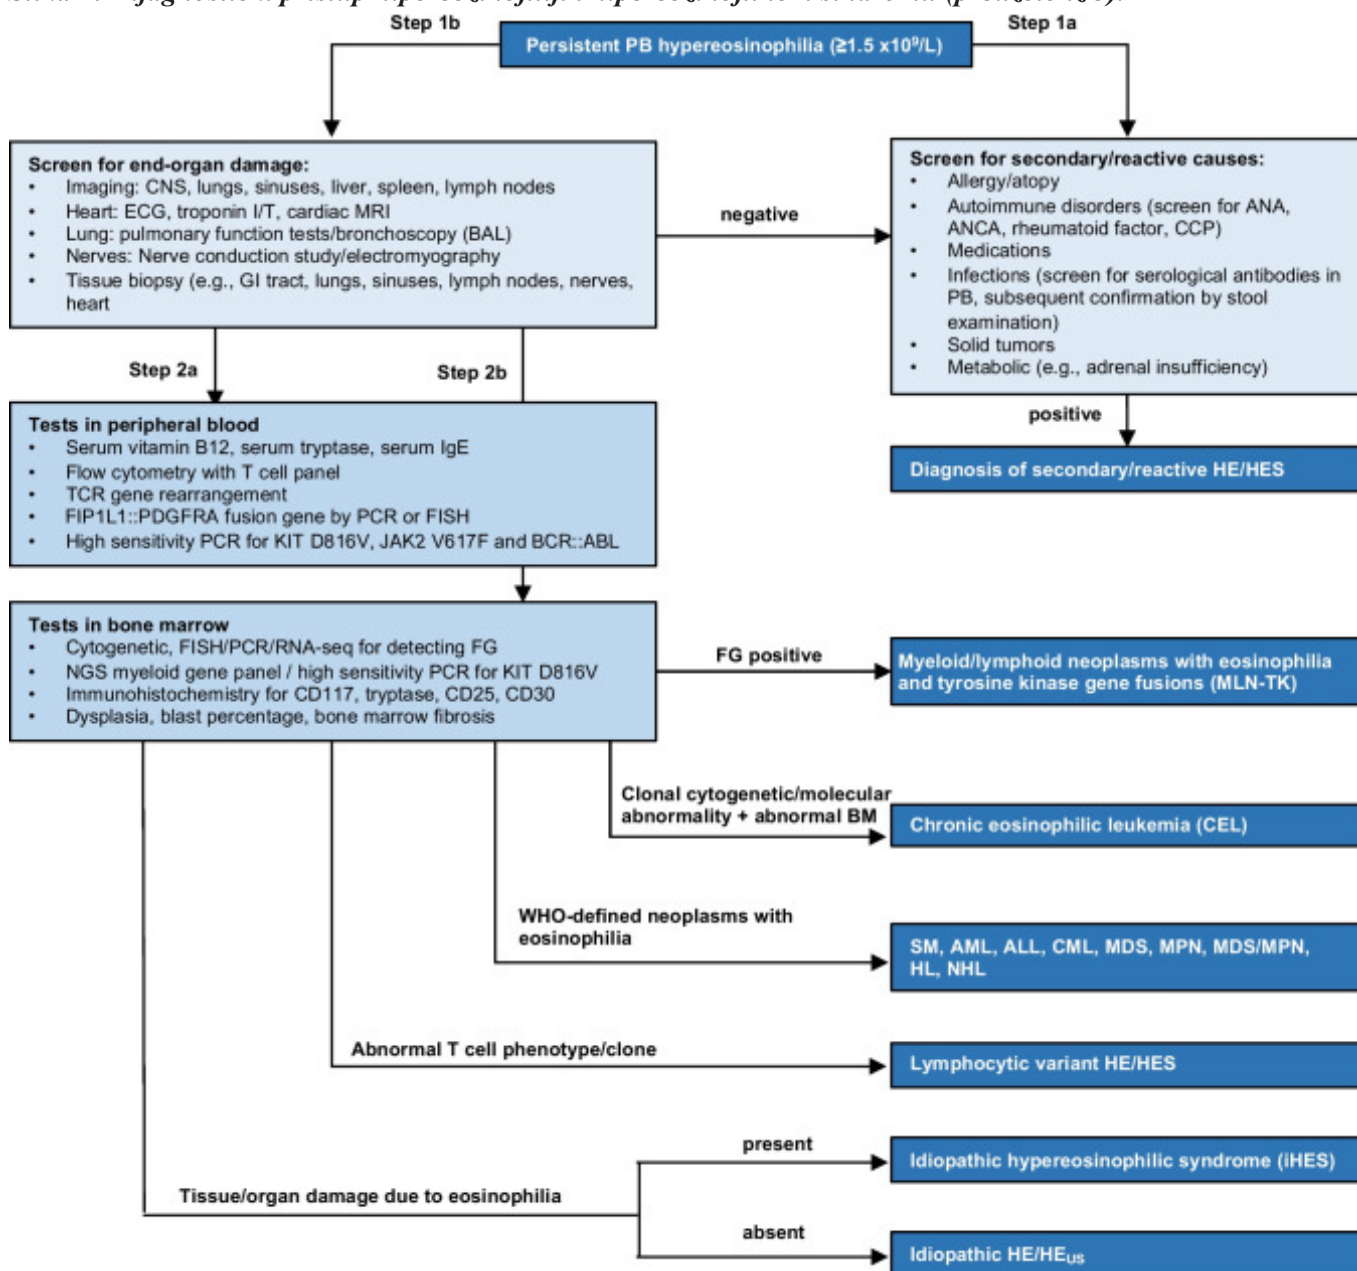 Step 1b
Step 1a
Persistent PB hypereosinophilia (≥1.5 x10⁹/L)
Screen for end-organ damage:
• Imaging: CNS, lungs, sinuses, liver, spleen, lymph nodes
• Heart: ECG, troponin I/T, cardiac MRI
• Lung: pulmonary function tests/bronchoscopy (BAL)
• Nerves: Nerve conduction study/electromyography
• Tissue biopsy (e.g., GI tract, lungs, sinuses, lymph nodes, nerves,
heart
negative
Screen for secondary/reactive causes:
• Allergy/atopy
• Autoimmune disorders (screen for ANA,
ANCA, rheumatoid factor, CCP)
• Medications
• Infections (screen for serological antibodies in
PB, subsequent confirmation by stool
examination)
• Solid tumors
• Metabolic (e.g., adrenal insufficiency)
Step 2a
Step 2b
positive
Diagnosis of secondary/reactive HE/HES
Tests in peripheral blood
• Serum vitamin B12, serum tryptase, serum IgE
• Flow cytometry with T cell panel
• TCR gene rearrangement
• FIP1L1::PDGFRA fusion gene by PCR or FISH
• High sensitivity PCR for KIT D816V, JAK2 V617F and BCR::ABL
Tests in bone marrow
• Cytogenetic, FISH/PCR/RNA-seq for detecting FG
• NGS myeloid gene panel / high sensitivity PCR for KIT D816V
• Immunohistochemistry for CD117, tryptase, CD25, CD30
• Dysplasia, blast percentage, bone marrow fibrosis
FG positive
Myeloid/lymphoid neoplasms with eosinophilia
and tyrosine kinase gene fusions (MLN-TK)
Clonal cytogenetic/molecular
abnormality + abnormal BM
Chronic eosinophilic leukemia (CEL)
WHO-defined neoplasms with
eosinophilia
SM, AML, ALL, CML, MDS, MPN, MDS/MPN,
HL, NHL
Abnormal T cell phenotype/clone
Lymphocytic variant HE/HES
present
Idiopathic hypereosinophilic syndrome (iHES)
Tissue/organ damage due to eosinophilia
absent
Idiopathic HE/HEUS